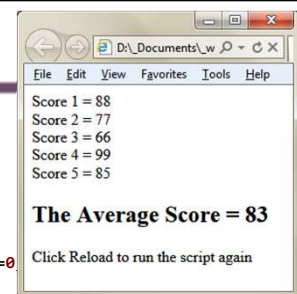 D:\_Documents\_w
File Edit View Favorites Tools Help
Score 1 = 88
Score 2 = 77
Score 3 = 66
Score 4 = 99
Score 5 = 85
The Average Score = 83
=0
Click Reload to run the script again